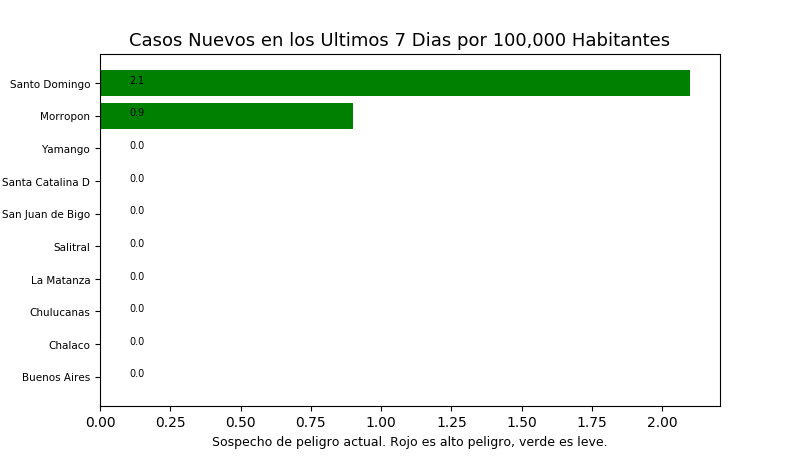 Casos Nuevos en los Ultimos 7 Dias por 100,000 Habitantes
Santo Domingo 2.1
Morropon 0.9
Yamango 0.0
Santa Catalina D 0.0
San Juan de Bigo 0.0
Salitral 0.0
La Matanza 0.0
Chulucanas 0.0
Chalaco 0.0
Buenos Aires 0.0
0.00 0.25 0.50 0.75 1.00 1.25 1.50 1.75 2.00
Sospecho de peligro actual. Rojo es alto peligro, verde es leve.